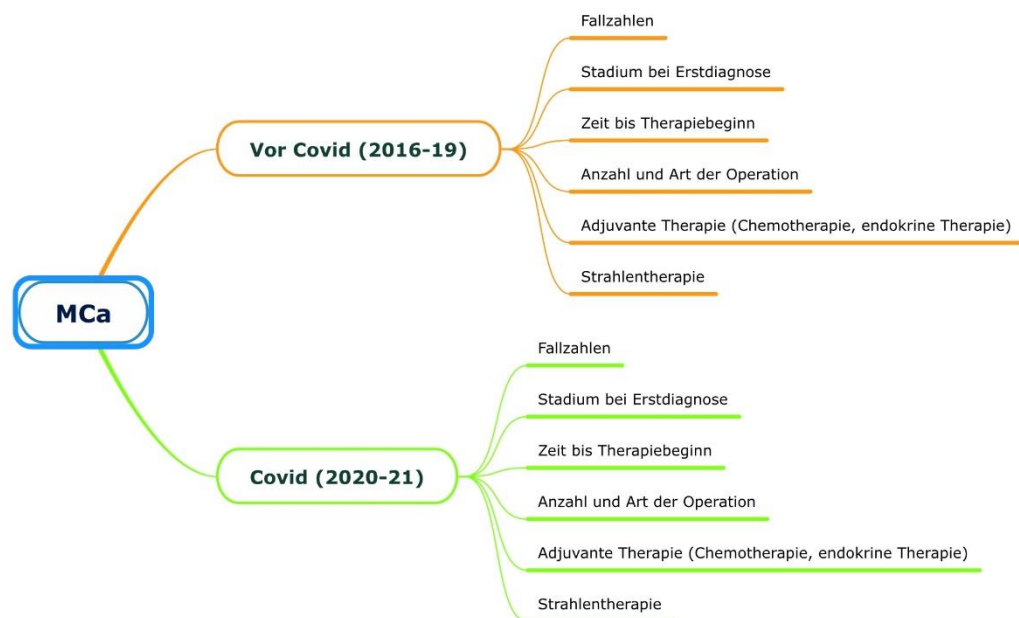 MCa
Vor Covid (2016-19)
Fallzahlen
Stadium bei Erstdiagnose
Zeit bis Therapiebeginn
Anzahl und Art der Operation
Adjuvante Therapie (Chemotherapie, endokrine Therapie)
Strahlentherapie
Covid (2020-21)
Fallzahlen
Stadium bei Erstdiagnose
Zeit bis Therapiebeginn
Anzahl und Art der Operation
Adjuvante Therapie (Chemotherapie, endokrine Therapie)
Strahlentherapie